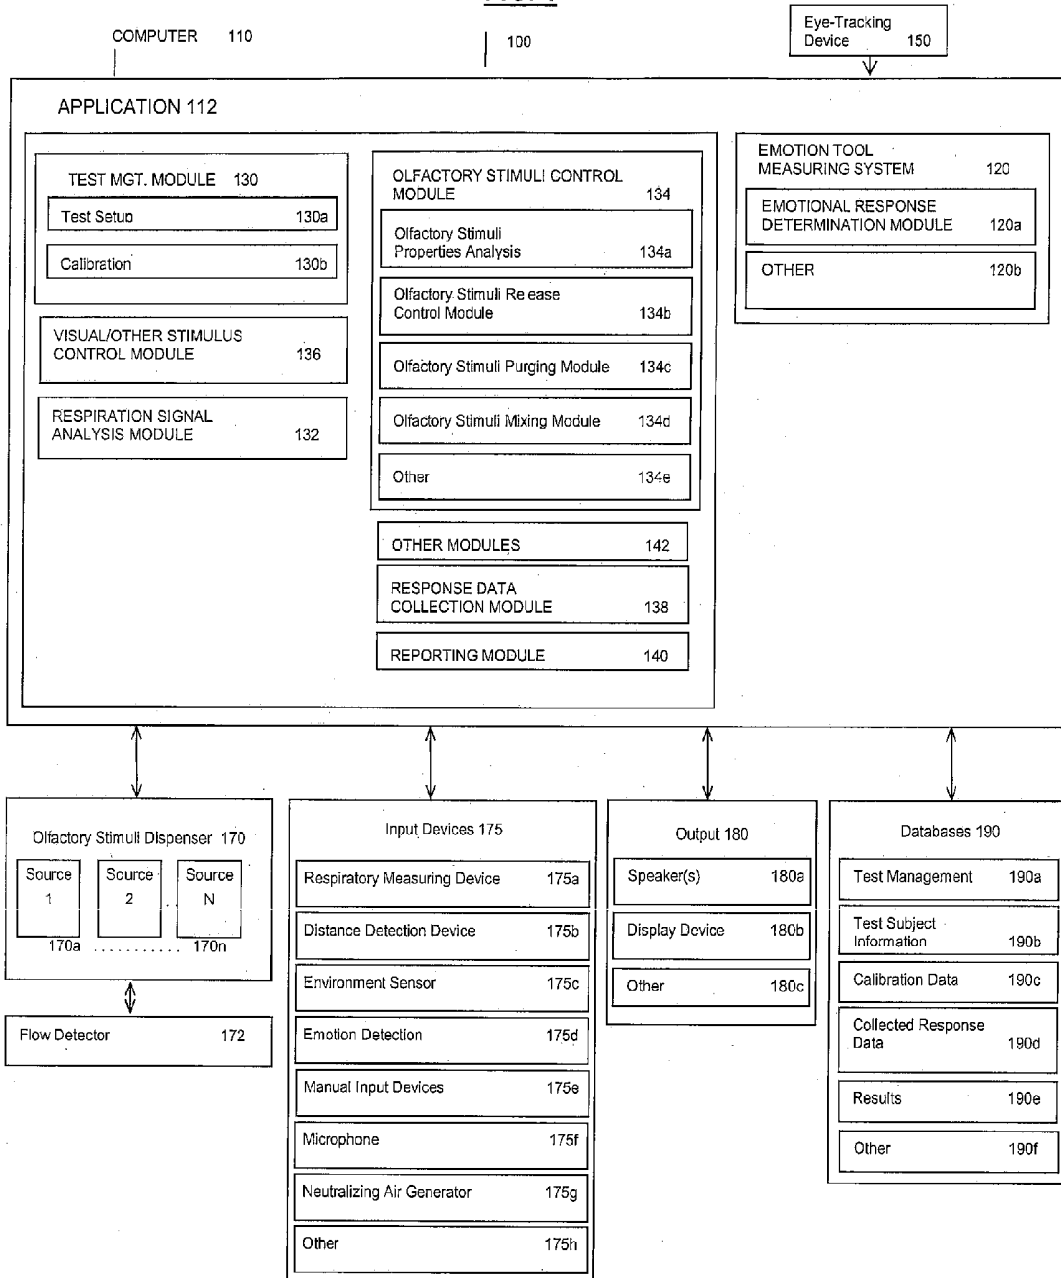 COMPUTER 110
100
Eye-Tracking
Device 150
APPLICATION 112
TEST MGT. MODULE 130
Test Setup 130a
Calibration 130b
VISUAL/OTHER STIMULUS
CONTROL MODULE 136
RESPIRATION SIGNAL
ANALYSIS MODULE 132
OLFACTORY STIMULI CONTROL
MODULE 134
Olfactory Stimuli
Properties Analysis 134a
Olfactory Stimuli Release
Control Module 134b
Olfactory Stimuli Purging Module 134c
Olfactory Stimuli Mixing Module 134d
Other 134e
OTHER MODULES 142
RESPONSE DATA
COLLECTION MODULE 138
REPORTING MODULE 140
EMOTION TOOL
MEASURING SYSTEM 120
EMOTIONAL RESPONSE
DETERMINATION MODULE 120a
OTHER 120b
Olfactory Stimuli Dispenser 170
Source
1
Source
2
. .
Source
N
170a . . . . . . . . . . . 170n
Flow Detector 172
Input Devices 175
Respiratory Measuring Device 175a
Distance Detection Device 175b
Environment Sensor 175c
Emotion Detection 175d
Manual Input Devices 175e
Microphone 175f
Neutralizing Air Generator 175g
Other 175h
Output 180
Speaker(s) 180a
Display Device 180b
Other 180c
Databases 190
Test Management 190a
Test Subject
Information 190b
Calibration Data 190c
Collected Response
Data 190d
Results 190e
Other 190f